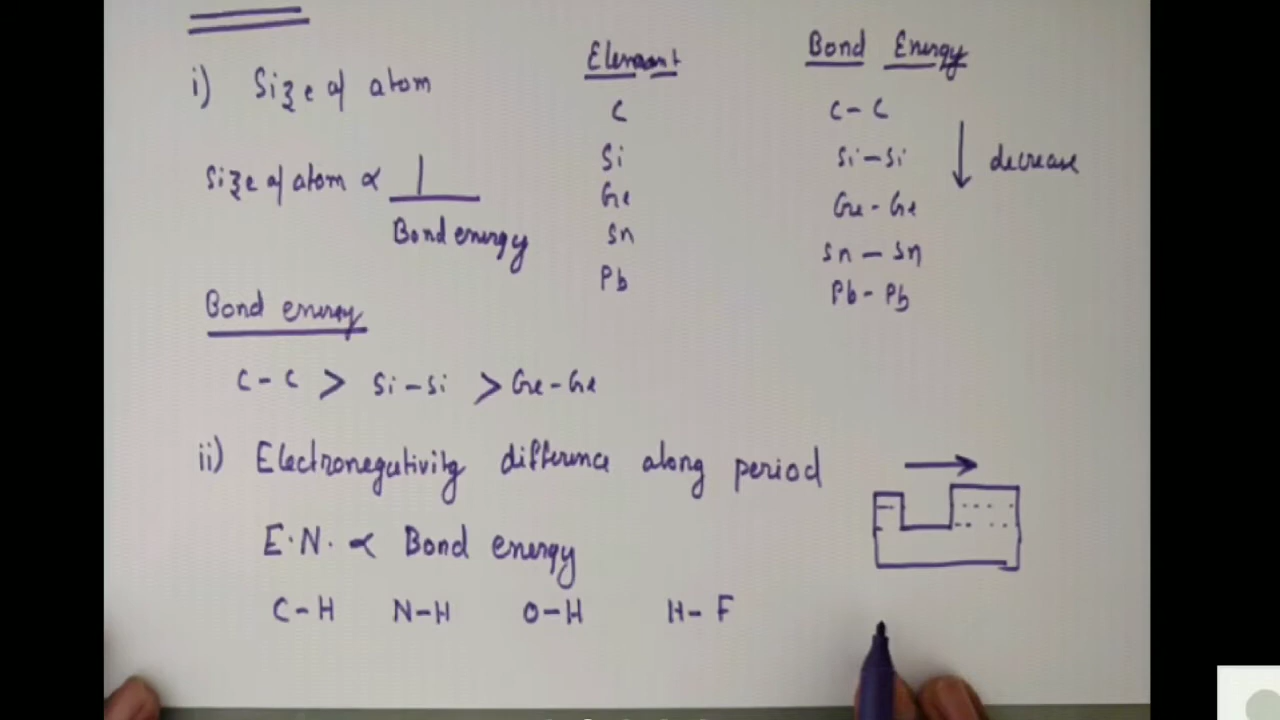 i) Size of atom
Size of atom ∝ 1
Bond energy
Element
C
Si
Ge
Sn
Pb
Bond Energy
C - C
Si - Si
Ge - Ge
Sn - Sn
Pb - Pb
↓ decrease
Bond energy
C - C > Si - Si > Ge - Ge
ii) Electronegativity difference along period
E.N. ∝ Bond energy
C-H N-H O-H H-F